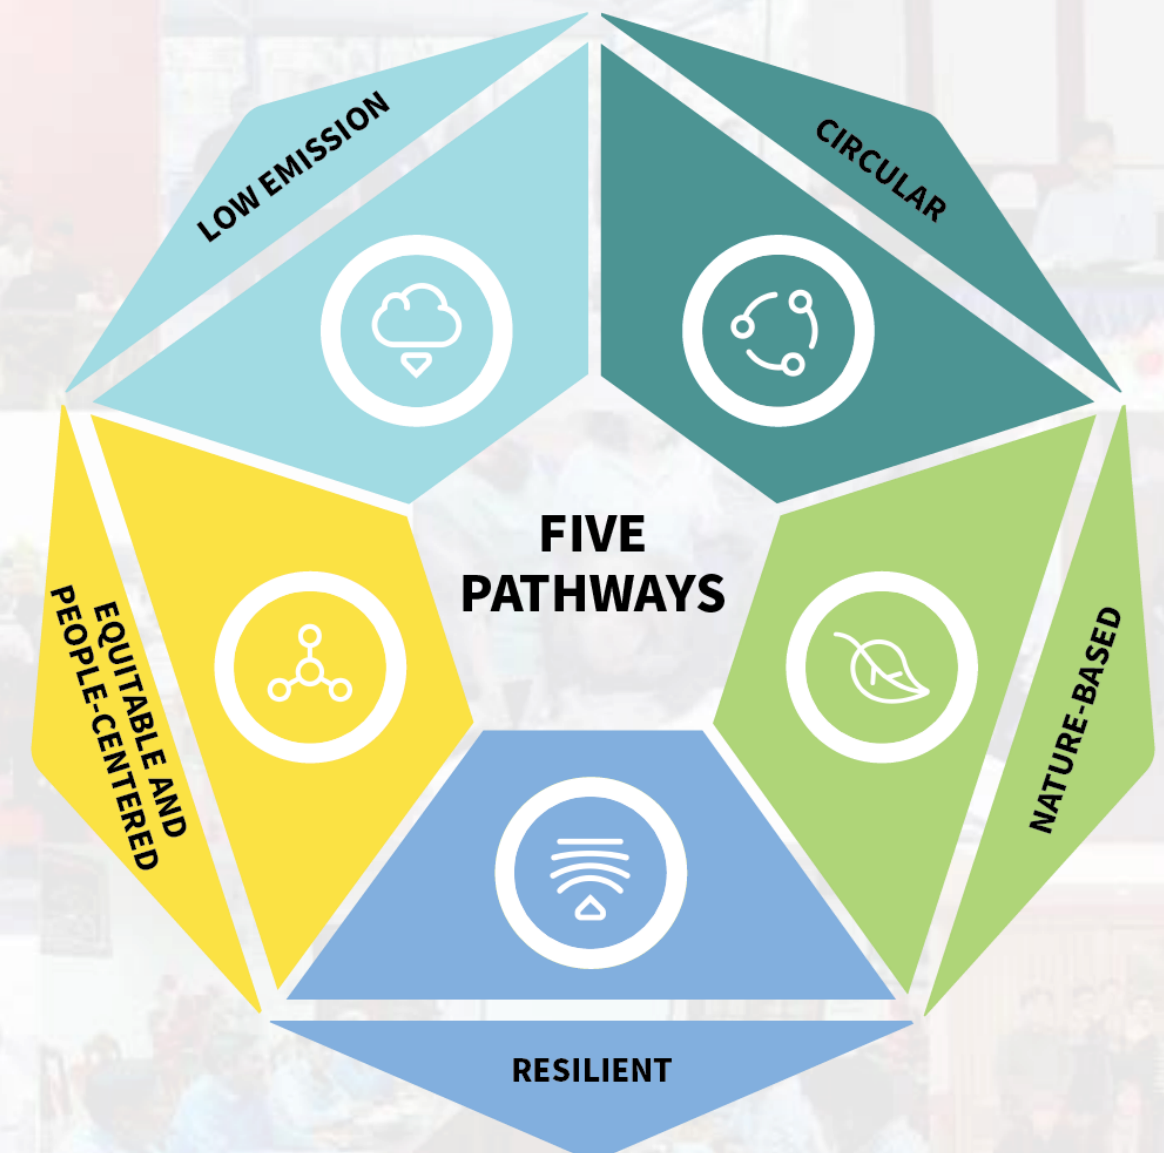 LOW EMISSION
CIRCULAR
FIVE
PATHWAYS
EQUITABLE AND
PEOPLE-CENTERED
NATURE-BASED
RESILIENT